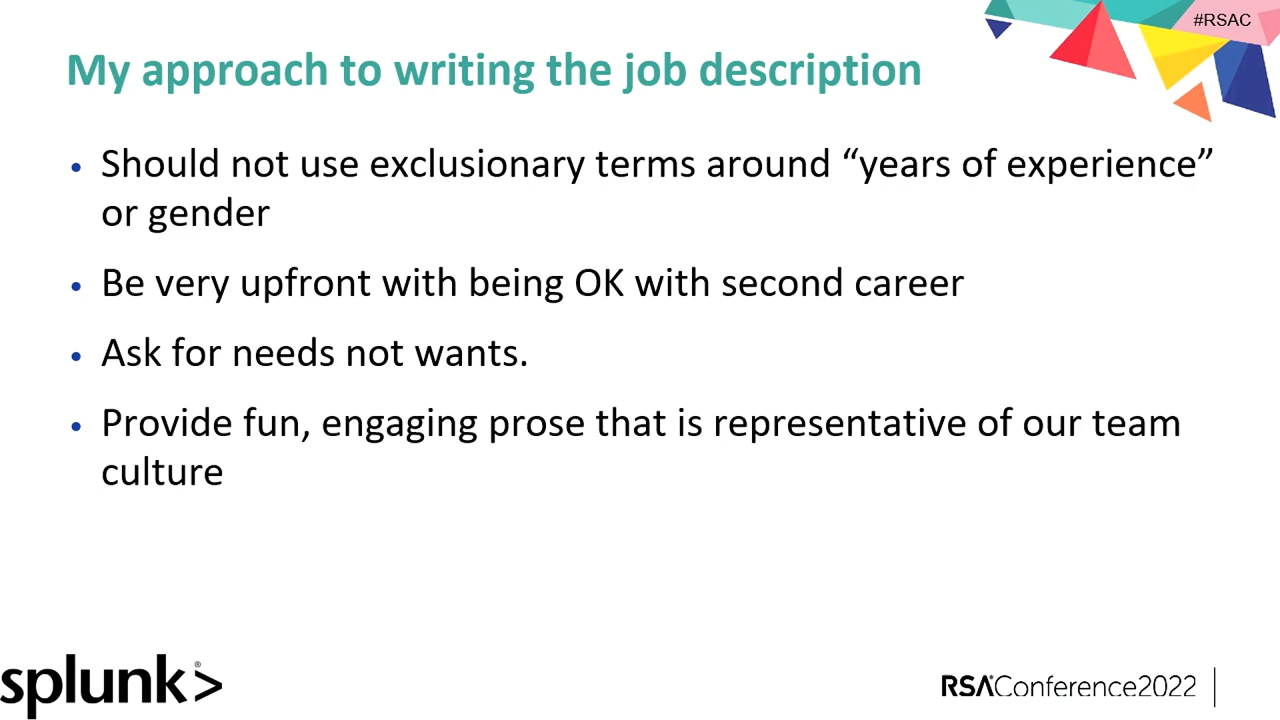 #RSAC
My approach to writing the job description
• Should not use exclusionary terms around “years of experience”
or gender
• Be very upfront with being OK with second career
• Ask for needs not wants.
• Provide fun, engaging prose that is representative of our team
culture
splunk®>
RSAConference2022